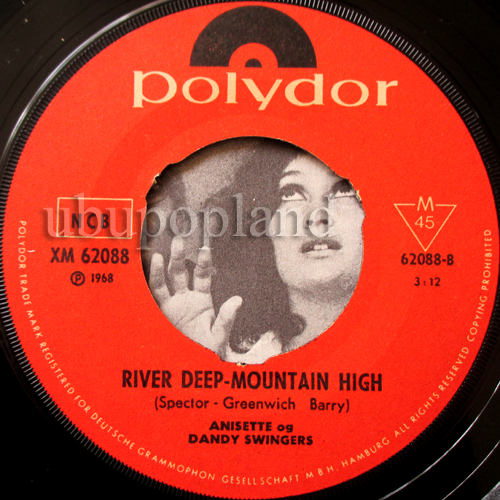 polydor
ukupopland
NCB
XM 62088
℗ 1968
M
45
62088-B
3:12
RIVER DEEP-MOUNTAIN HIGH
(Spector - Greenwich Barry)
ANISETTE og
DANDY SWINGERS
POLYDOR TRADE MARK REGISTERED FOR DEUTSCHE GRAMMOPHON GESELLSCHAFT M B H. HAMBURG ALL RIGHTS RESERVED COPYING PROHIBITED